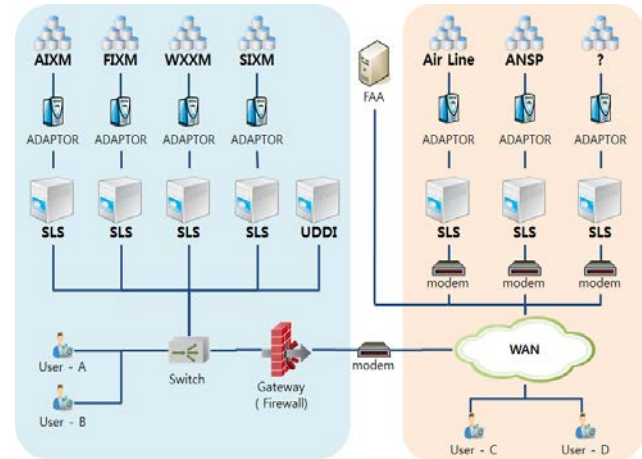 AIXM FIXM WXXM SIXM
Air Line ANSP ?
FAA
ADAPTOR ADAPTOR ADAPTOR ADAPTOR
ADAPTOR ADAPTOR ADAPTOR
SLS SLS SLS SLS UDDI
SLS SLS SLS
modem modem modem
User - A
Switch
Gateway
( Firewall)
modem
WAN
User - B
User - C
User - D